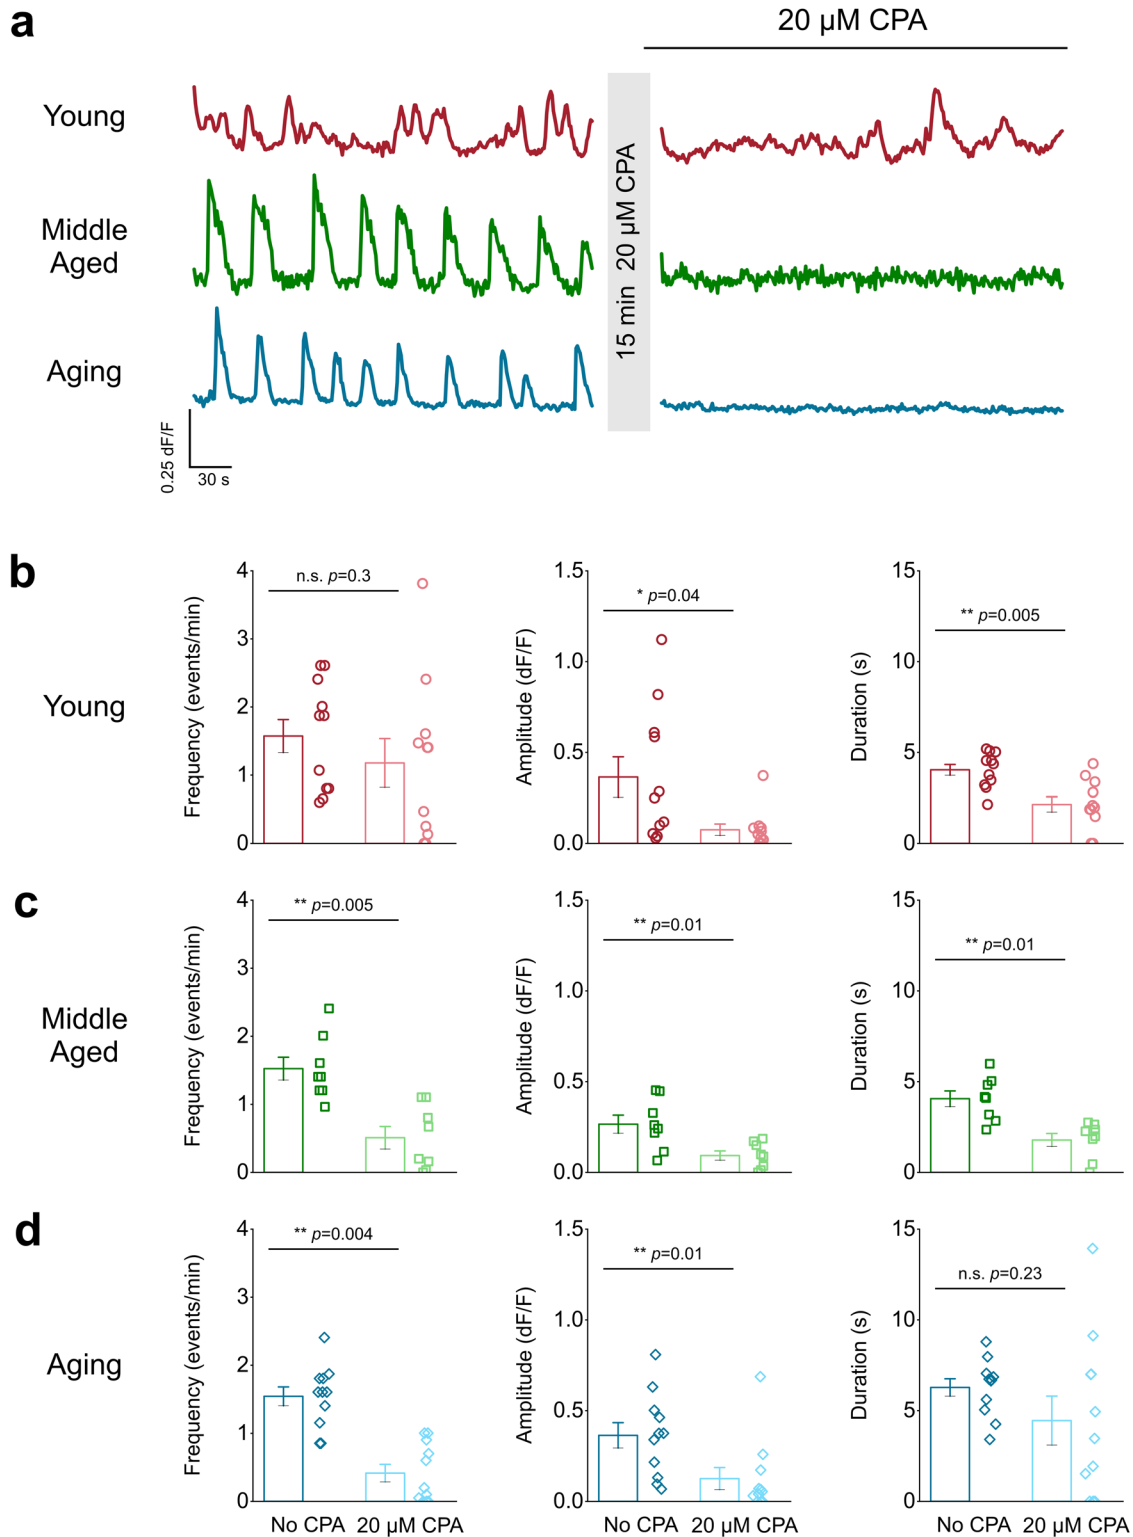 a
20 µM CPA
Young
Middle
Aged
Aging
15 min 20 µM CPA
0.25 dF/F
30 s
b
Young
Frequency (events/min)
4
3
2
1
0
n.s. p=0.3
Amplitude (dF/F)
1.5
1.0
0.5
0.0
* p=0.04
Duration (s)
15
10
5
0
** p=0.005
c
Middle
Aged
Frequency (events/min)
4
3
2
1
0
** p=0.005
Amplitude (dF/F)
1.5
1.0
0.5
0.0
** p=0.01
Duration (s)
15
10
5
0
** p=0.01
d
Aging
Frequency (events/min)
4
3
2
1
0
** p=0.004
Amplitude (dF/F)
1.5
1.0
0.5
0.0
** p=0.01
Duration (s)
15
10
5
0
n.s. p=0.23
No CPA 20 µM CPA
No CPA 20 µM CPA
No CPA 20 µM CPA